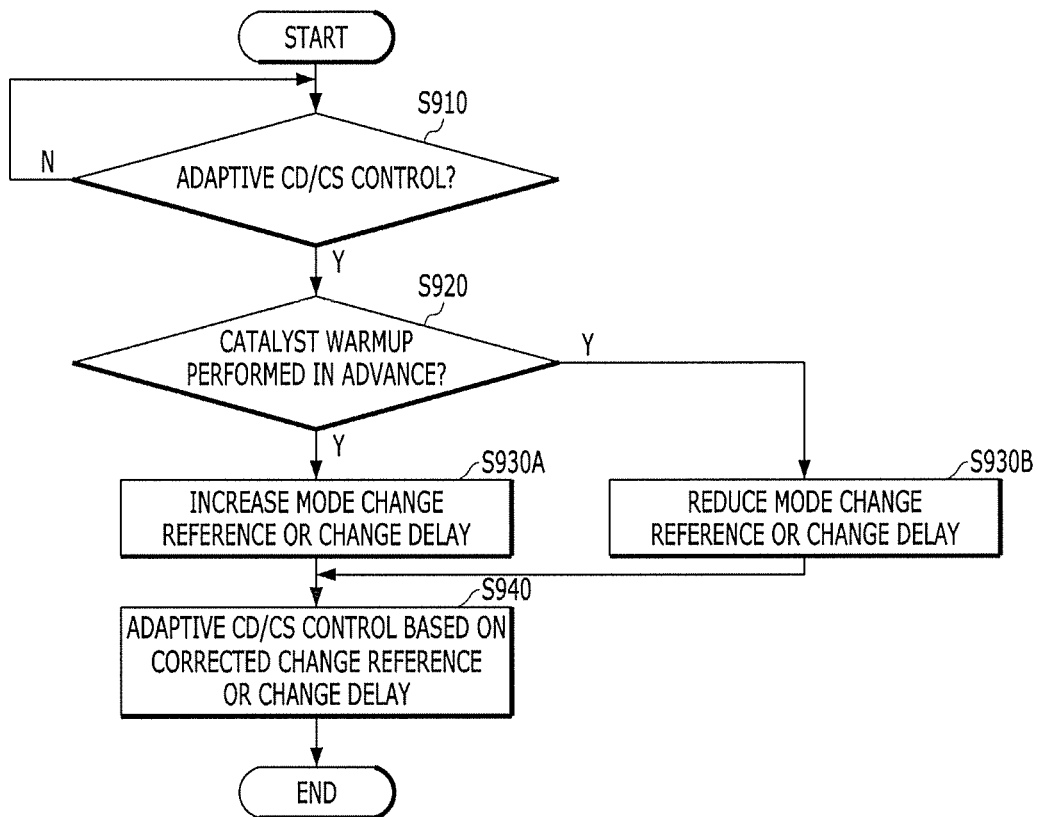 START
S910
N
ADAPTIVE CD/CS CONTROL?
Y
S920
CATALYST WARMUP
PERFORMED IN ADVANCE?
Y
Y
S930A
INCREASE MODE CHANGE
REFERENCE OR CHANGE DELAY
S930B
REDUCE MODE CHANGE
REFERENCE OR CHANGE DELAY
S940
ADAPTIVE CD/CS CONTROL BASED ON
CORRECTED CHANGE REFERENCE
OR CHANGE DELAY
END